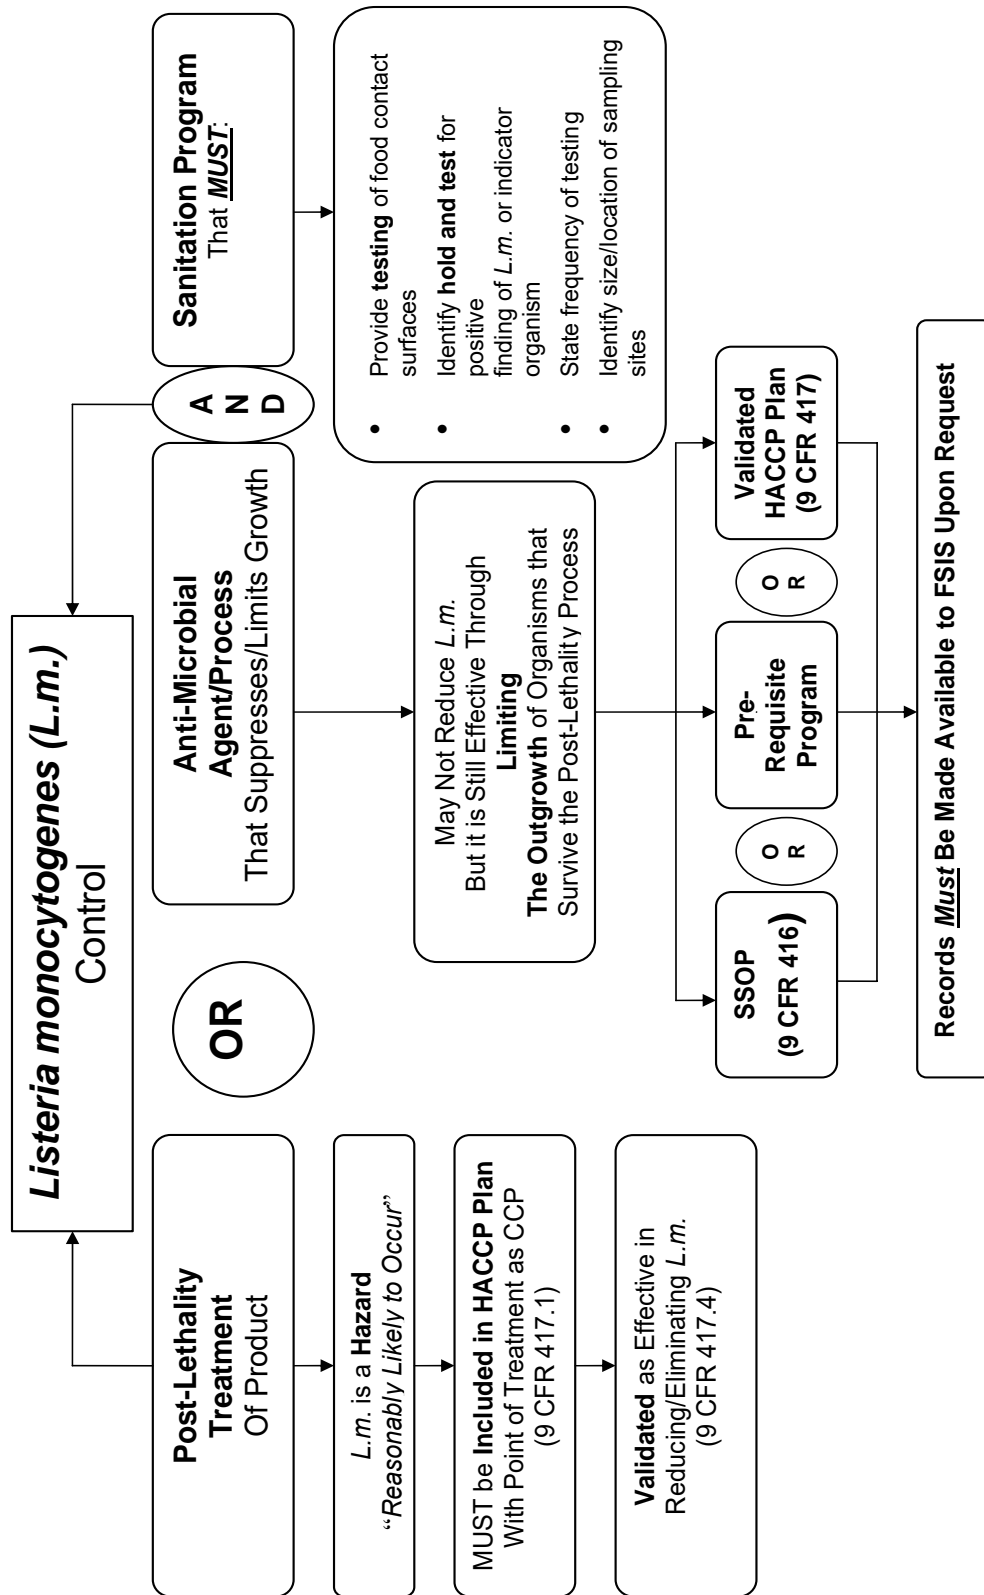 Listeria monocytogenes (L.m.)
Control
Post-Lethality
Treatment
Of Product
OR
Anti-Microbial
Agent/Process
That Suppresses/Limits Growth
A
N
D
Sanitation Program
That MUST:
L.m. is a Hazard
“Reasonably Likely to Occur”
MUST be Included in HACCP Plan
With Point of Treatment as CCP
(9 CFR 417.1)
Validated as Effective in
Reducing/Eliminating L.m.
(9 CFR 417.4)
May Not Reduce L.m.
But it is Still Effective Through
Limiting
The Outgrowth of Organisms that
Survive the Post-Lethality Process
• Provide testing of food contact
surfaces
• Identify hold and test for
positive
finding of L.m. or indicator
organism
• State frequency of testing
• Identify size/location of sampling
sites
SSOP
(9 CFR 416)
O
R
Pre-
Requisite
Program
O
R
Validated
HACCP Plan
(9 CFR 417)
Records Must Be Made Available to FSIS Upon Request